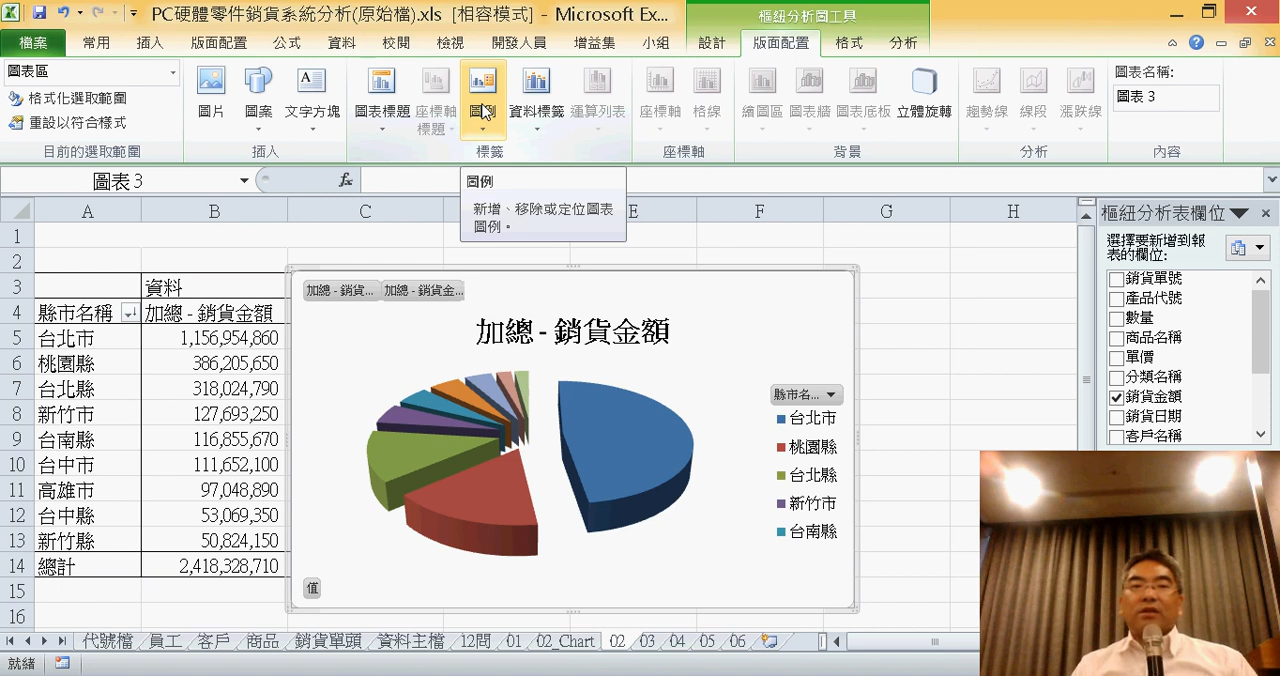 PC硬體零件銷貨系統分析(原始檔).xls [相容模式] - Microsoft Ex...
樞紐分析圖工具
檔案 常用 插入 版面配置 公式 資料 校閱 檢視 開發人員 增益集 小組 設計 版面配置 格式 分析
圖表區
格式化選取範圍
重設以符合樣式
目前的選取範圍
圖片 圖案 文字方塊
插入
圖表標題 座標軸標題 圖例 資料標籤 運算列表
標籤
座標軸 格線
座標軸
繪圖區 圖表牆 圖表底板 立體旋轉
背景
趨勢線 線段 漲跌線
分析
圖表名稱:
圖表 3
內容
圖表 3
fx
圖例
新增、移除或定位圖表
圖例。
A B C E F G H
1
2
3 資料
4 縣市名稱 加總 - 銷貨金額
5 台北市 1,156,954,860
6 桃園縣 386,205,650
7 台北縣 318,024,790
8 新竹市 127,693,250
9 台南縣 116,855,670
10 台中市 111,652,100
11 高雄市 97,048,890
12 台中縣 53,069,350
13 新竹縣 50,824,150
14 總計 2,418,328,710
15
16
加總 - 銷貨... 加總 - 銷貨金...
加總 - 銷貨金額
縣市名...
台北市
桃園縣
台北縣
新竹市
台南縣
值
樞紐分析表欄位
選擇要新增到報
表的欄位:
銷貨單號
產品代號
數量
商品名稱
單價
分類名稱
銷貨金額
銷貨日期
客戶名稱
代號檔 員工 客戶 商品 銷貨單頭 資料主檔 12問 01 02_Chart 02 03 04 05 06
就緒